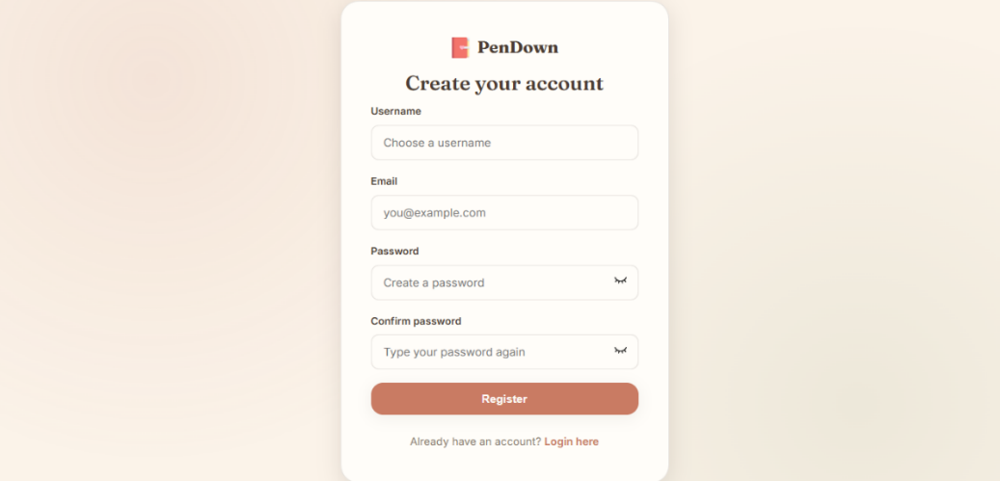 PenDown
Create your account
Username
Choose a username
Email
you@example.com
Password
Create a password
Confirm password
Type your password again
Register
Already have an account? Login here